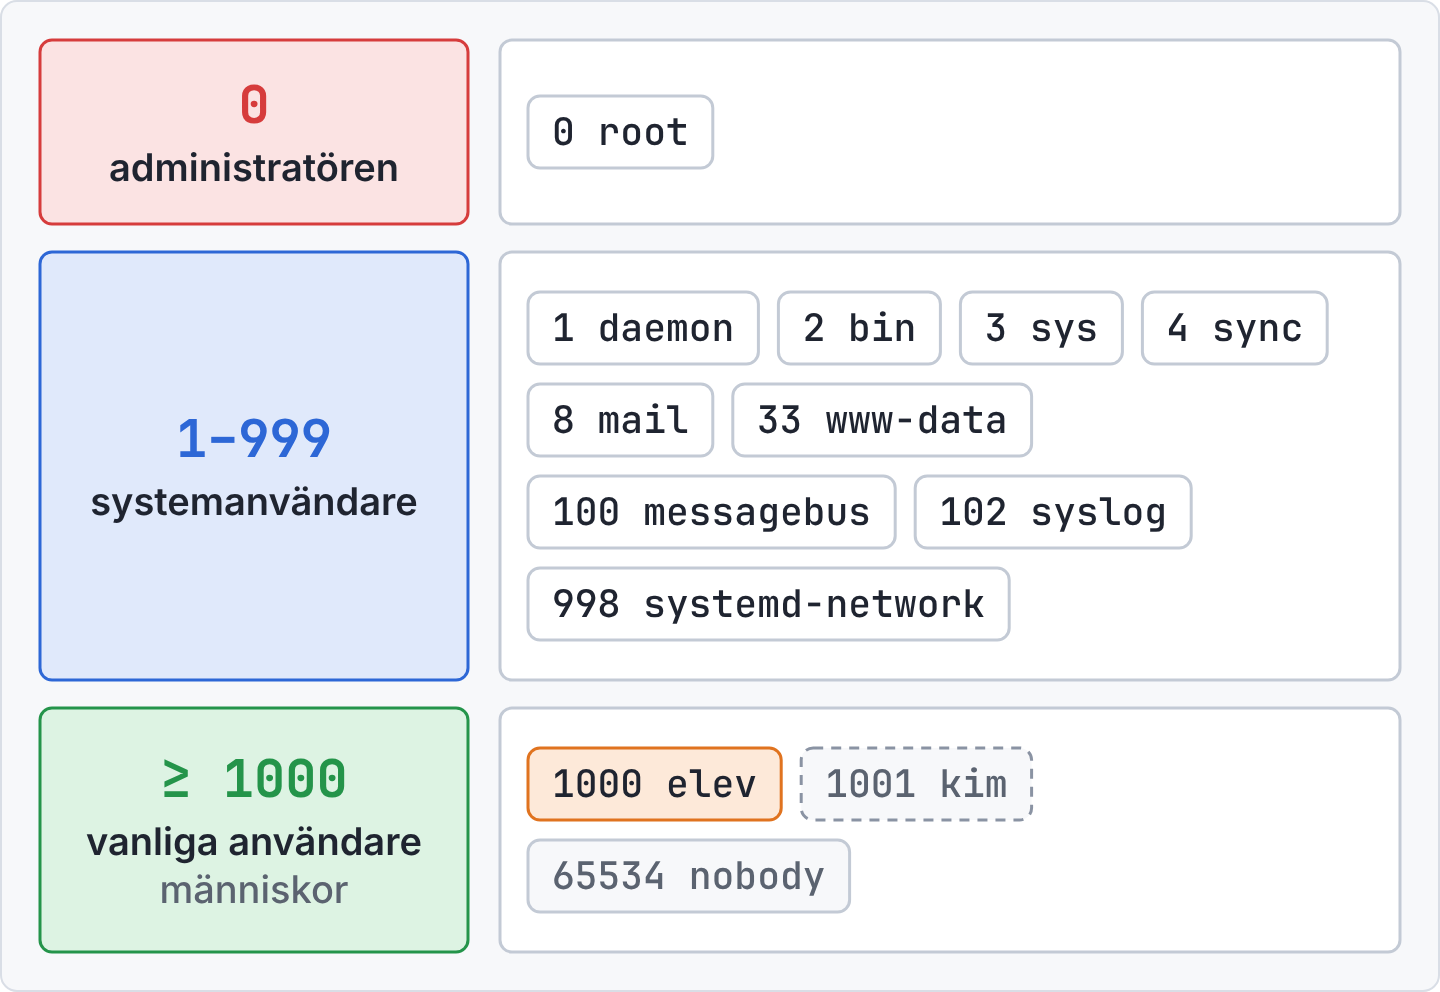 0
administratören
0 root
1–999
systemanvändare
1 daemon
2 bin
3 sys
4 sync
8 mail
33 www-data
100 messagebus
102 syslog
998 systemd-network
≥ 1000
vanliga användare
människor
1000 elev
1001 kim
65534 nobody